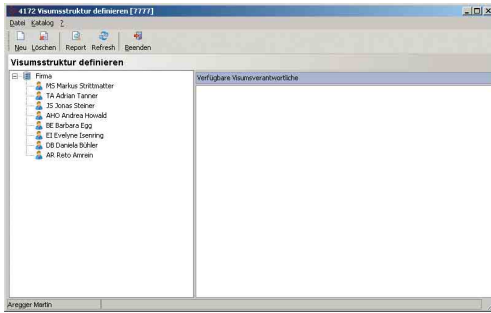 4172 Visumsstruktur definieren [7777]
Datei Katalog ?
Neu Löschen Report Refresh Beenden
Visumsstruktur definieren
Firma
Verfügbare Visumsverantwortliche
MS Markus Strittmatter
TA Adrian Tanner
JS Jonas Steiner
AHO Andrea Howald
BE Barbara Egg
EI Evelyne Isenring
DB Daniela Bühler
AR Reto Amrein
Aregger Martin